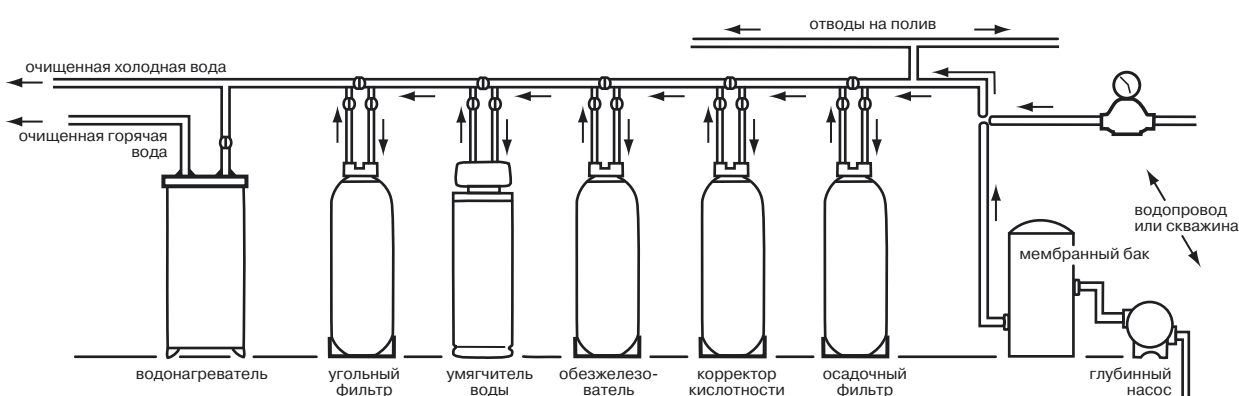 отводы на полив
очищенная холодная вода
очищенная горячая
вода
водопровод
или скважина
мембранный бак
водонагреватель
угольный
фильтр
умягчитель
воды
обезжелезо-
ватель
корректор
кислотности
осадочный
фильтр
глубинный
насос